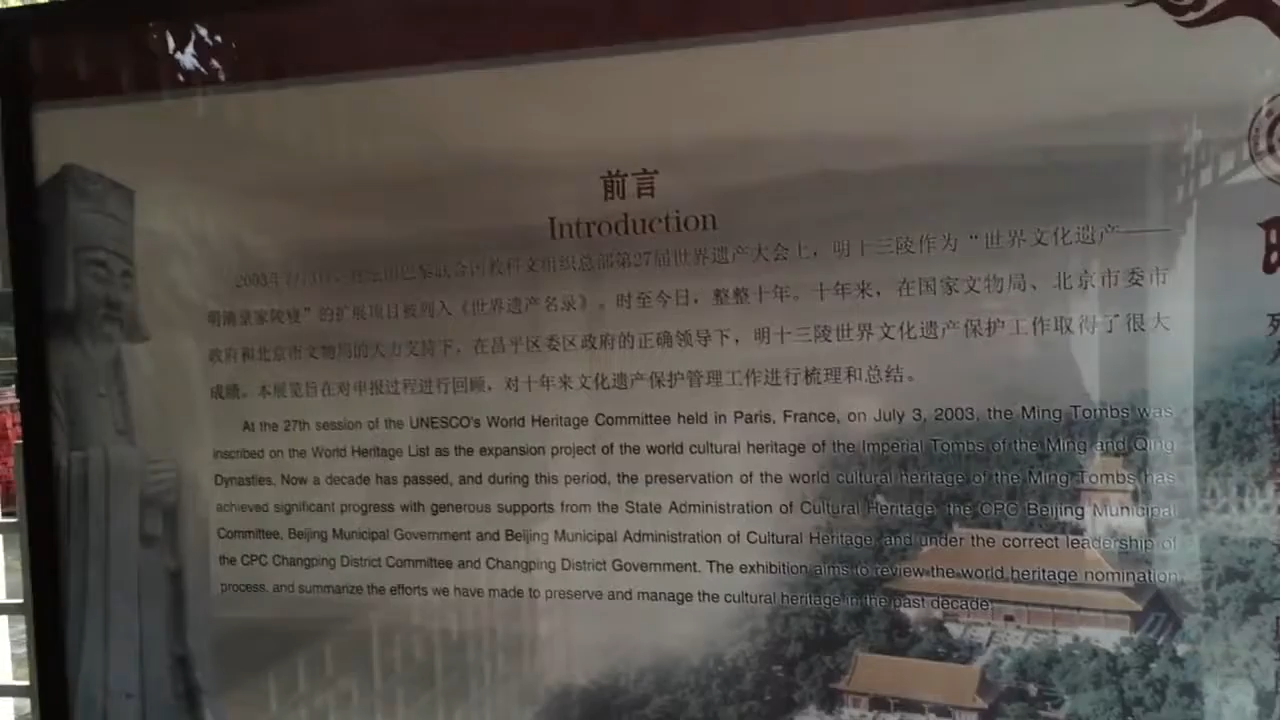 前言
Introduction
2003年7月3日，在法国巴黎联合国教科文组织总部第27届世界遗产大会上，明十三陵作为“世界文化遗产——
明清皇家陵寝”的扩展项目被列入《世界遗产名录》。时至今日，整整十年。十年来，在国家文物局、北京市委市
政府和北京市文物局的大力支持下，在昌平区委区政府的正确领导下，明十三陵世界文化遗产保护工作取得了很大
成绩。本展览旨在对申报过程进行回顾，对十年来文化遗产保护管理工作进行梳理和总结。
At the 27th session of the UNESCO's World Heritage Committee held in Paris, France, on July 3, 2003, the Ming Tombs was
inscribed on the World Heritage List as the expansion project of the world cultural heritage of the Imperial Tombs of the Ming and Qing
Dynasties. Now a decade has passed, and during this period, the preservation of the world cultural heritage of the Ming Tombs has
achieved significant progress with generous supports from the State Administration of Cultural Heritage, the CPC Beijing Municipal
Committee, Beijing Municipal Government and Beijing Municipal Administration of Cultural Heritage, and under the correct leadership of
the CPC Changping District Committee and Changping District Government. The exhibition aims to review the world heritage nomination
process, and summarize the efforts we have made to preserve and manage the cultural heritage in the past decade.